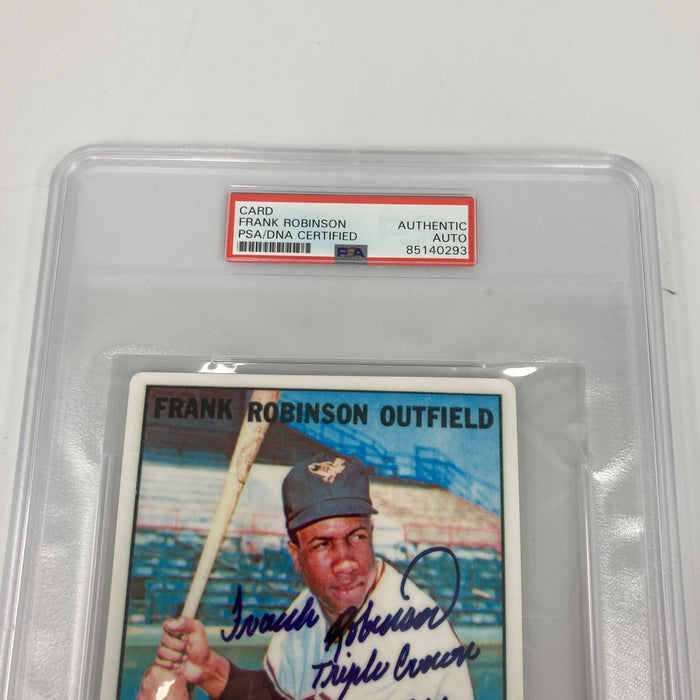 CARD
FRANK ROBINSON
PSA/DNA CERTIFIED
AUTHENTIC
AUTO
85140293
PSA
FRANK ROBINSON OUTFIELD
Frank Robinson
Triple Crown